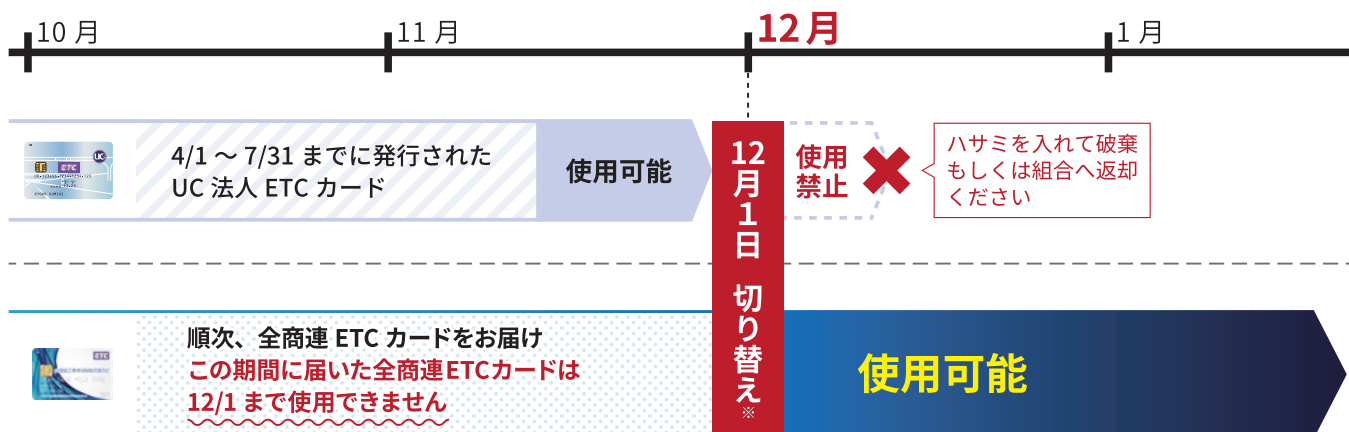 10 月
11 月
12 月
1 月
UC
ETC
4/1 ～ 7/31 までに発行された
UC 法人 ETC カード
使用可能
12月1日 切り替え※
使用
禁止
ハサミを入れて破棄
もしくは組合へ返却
ください
ETC
順次、全商連 ETC カードをお届け
この期間に届いた全商連ETCカードは
12/1 まで使用できません
使用可能